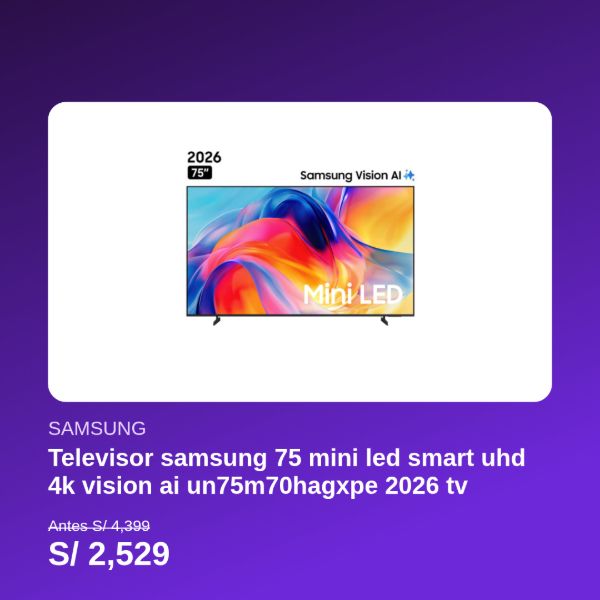 2026
75"
Samsung Vision AI
Mini LED
SAMSUNG
Televisor samsung 75 mini led smart uhd
4k vision ai un75m70hagxpe 2026 tv
Antes S/ 4,399
S/ 2,529